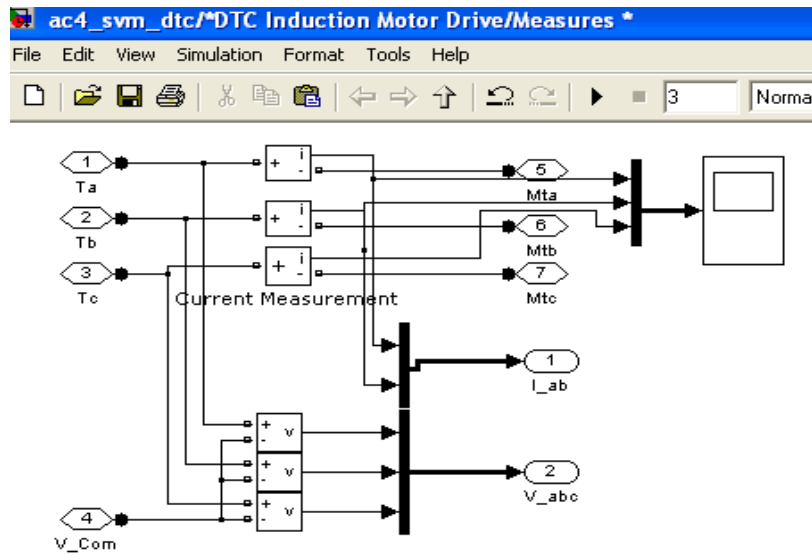 ac4_svm_dtc/*DTC Induction Motor Drive/Measures *
File Edit View Simulation Format Tools Help
3 Norma
1
Ta
+ i -
5
Mta
2
Tb
+ i -
6
Mtb
3
Tc
+ i -
7
Mtc
Current Measurement
1
I_ab
+ - v
+ - v
+ - v
2
V_abc
4
V_Com